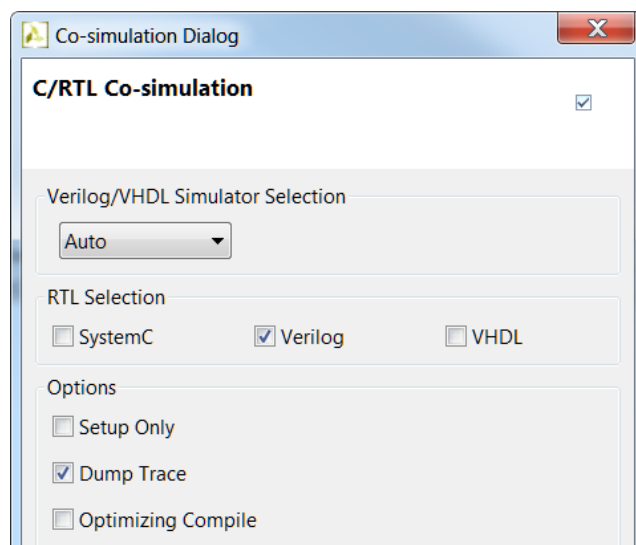 Co-simulation Dialog
C/RTL Co-simulation
Verilog/VHDL Simulator Selection
Auto
RTL Selection
SystemC Verilog VHDL
Options
Setup Only
Dump Trace
Optimizing Compile